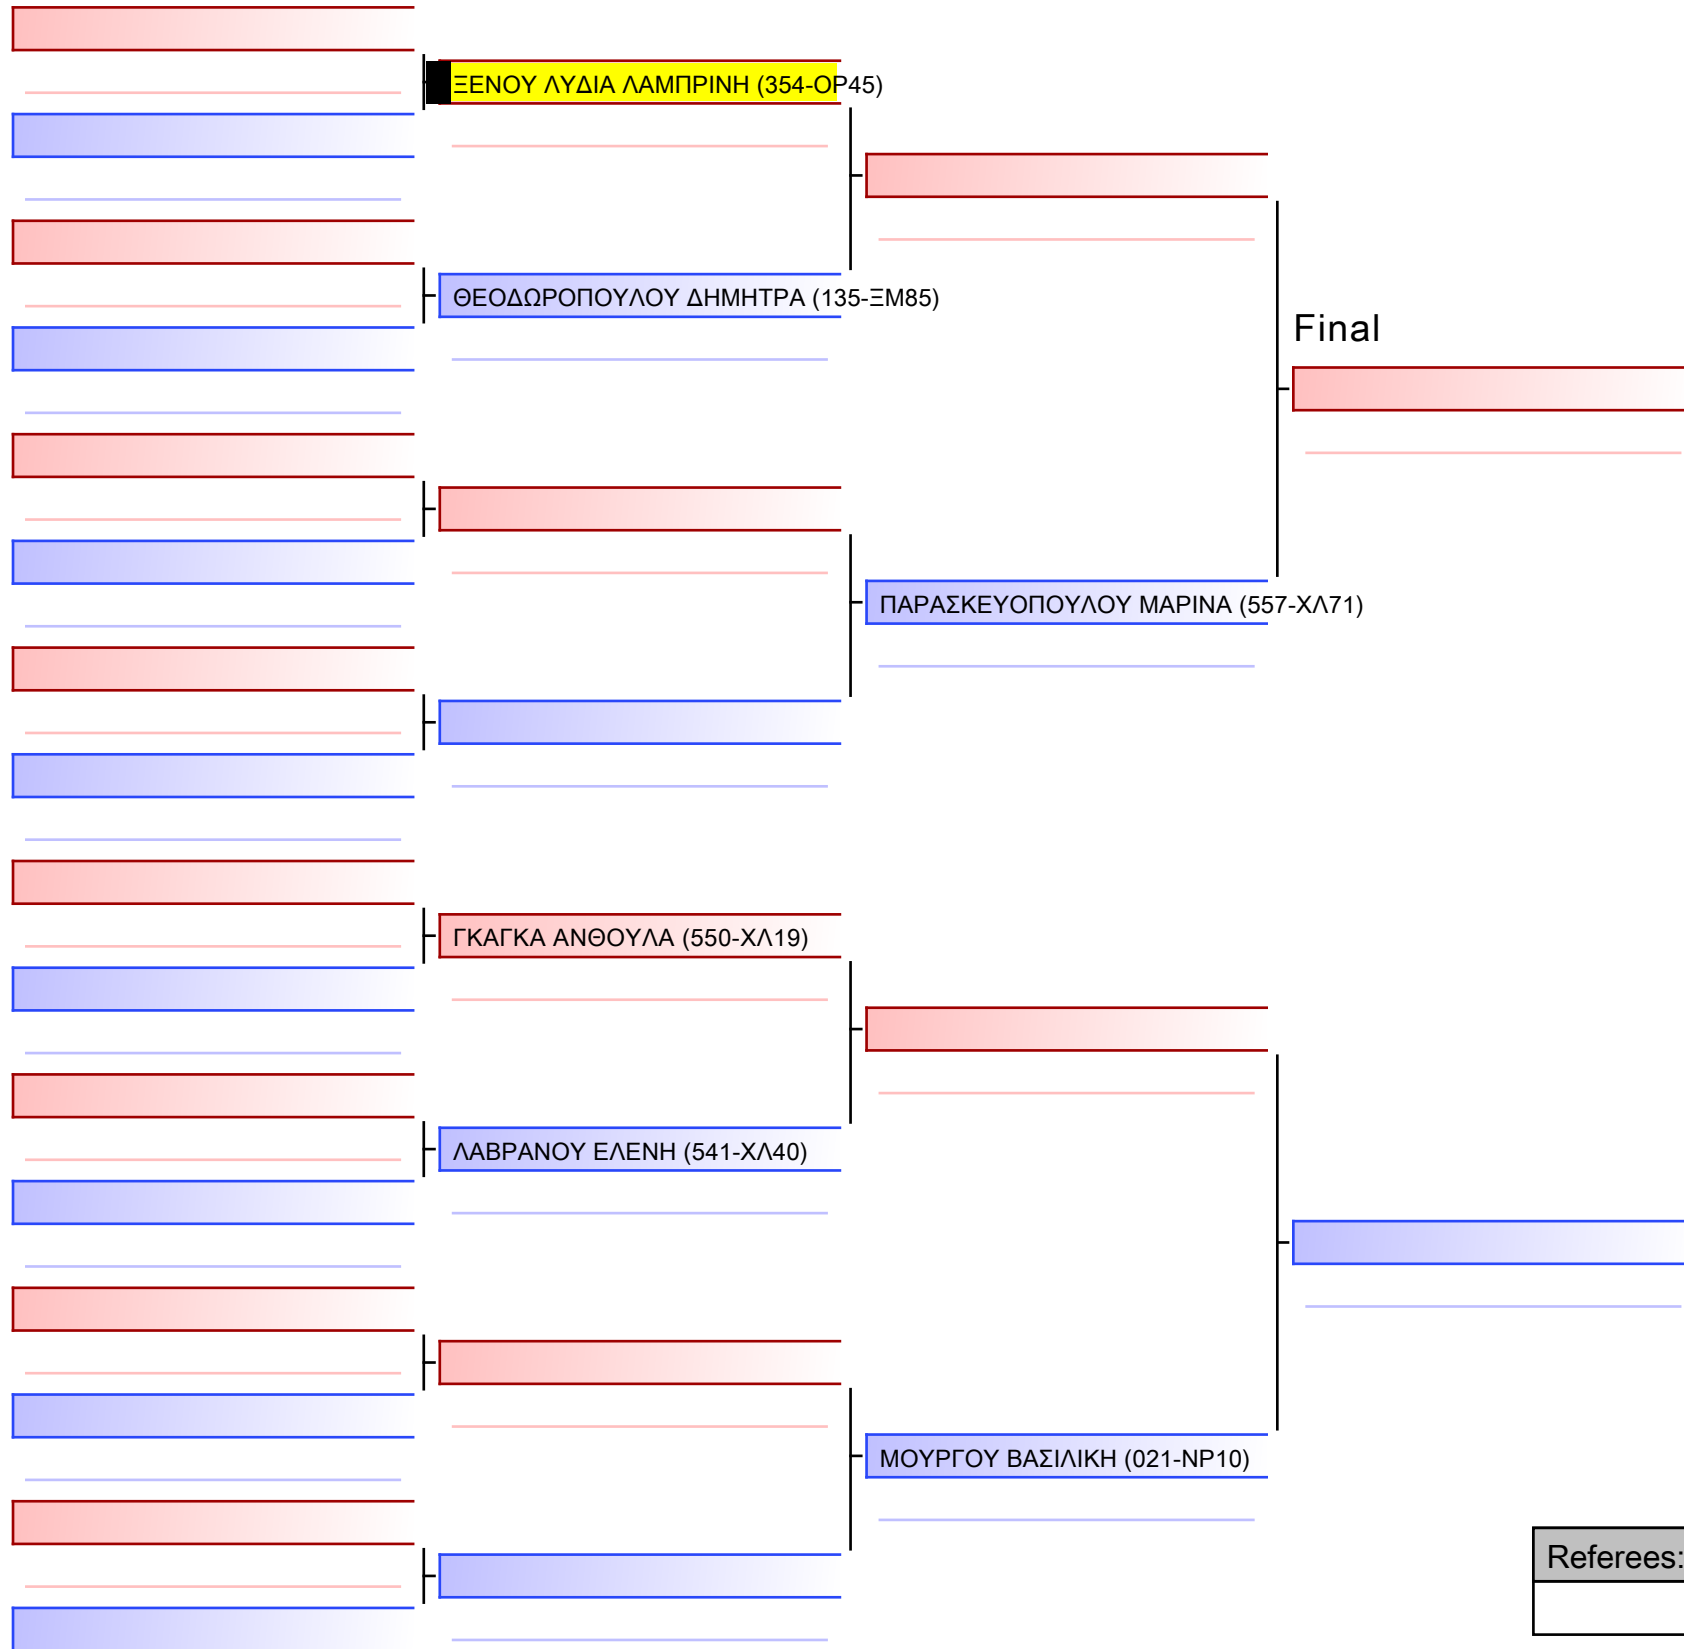 ΞΕΝΟΥ ΛΥΔΙΑ ΛΑΜΠΡΙΝΗ (354-ΟΡ45)
ΘΕΟΔΩΡΟΠΟΥΛΟΥ ΔΗΜΗΤΡΑ (135-ΞΜ85)
Final
ΠΑΡΑΣΚΕΥΟΠΟΥΛΟΥ ΜΑΡΙΝΑ (557-ΧΛ71)
ΓΚΑΓΚΑ ΑΝΘΟΥΛΑ (550-ΧΛ19)
ΛΑΒΡΑΝΟΥ ΕΛΕΝΗ (541-ΧΛ40)
ΜΟΥΡΓΟΥ ΒΑΣΙΛΙΚΗ (021-ΝΡ10)
Referees: